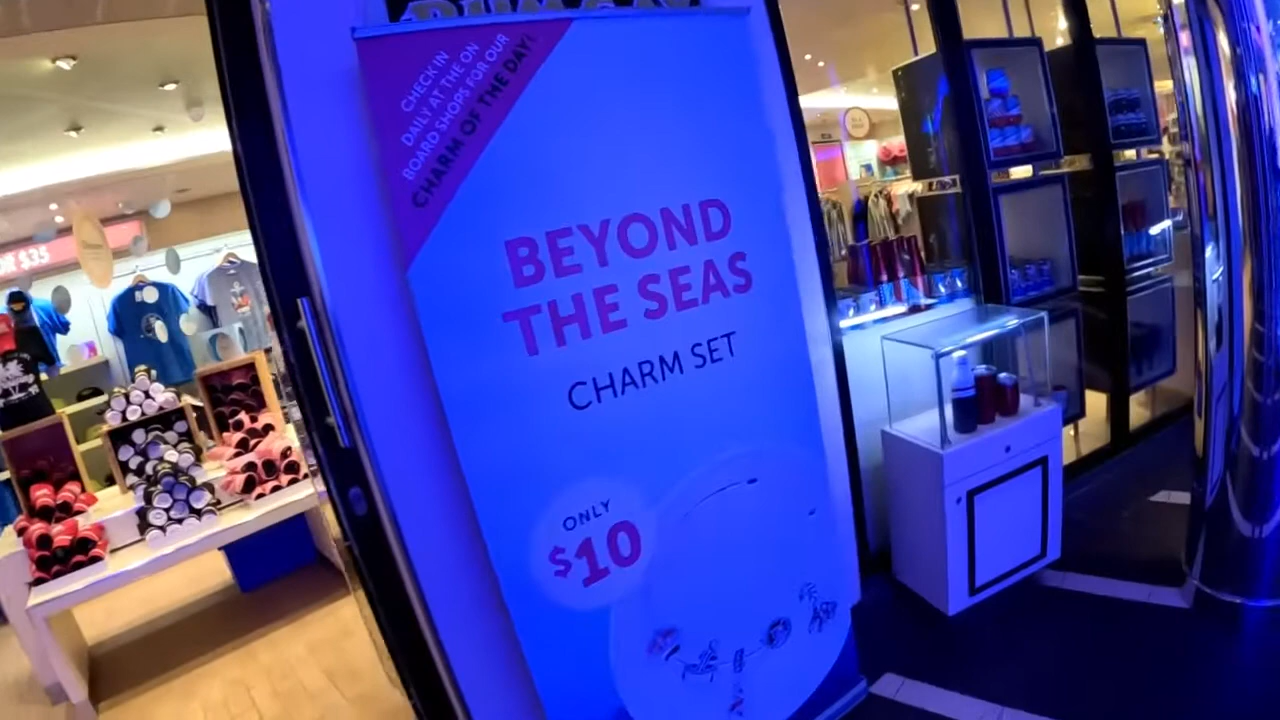 CHECK IN
DAILY AT THE ON
BOARD SHOPS FOR OUR
CHARM OF THE DAY!
BEYOND
THE SEAS
CHARM SET
ONLY
$10
$35